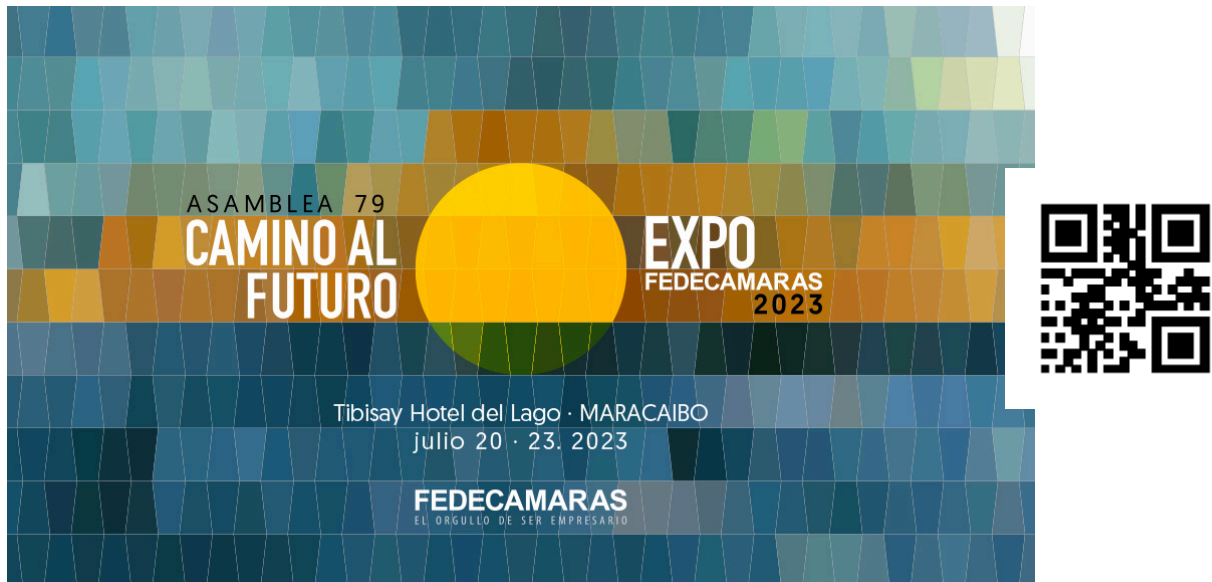 ASAMBLEA 79
CAMINO AL
FUTURO
EXPO
FEDECAMARAS
2023
Tibisay Hotel del Lago · MARACAIBO
julio 20 · 23. 2023
FEDECAMARAS
EL ORGULLO DE SER EMPRESARIO